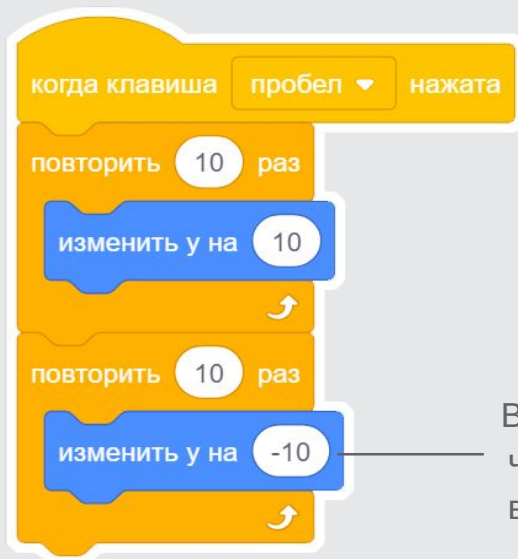 когда клавиша пробел нажата
повторить 10 раз
изменить y на 10
повторить 10 раз
изменить y на -10